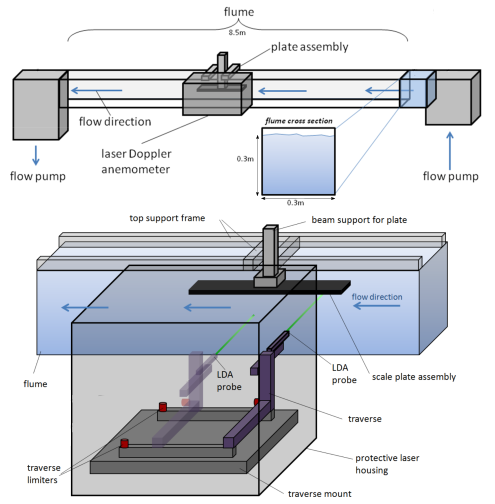 flume
8.5m
plate assembly
flow direction
laser Doppler
anemometer
flume cross section
0.3m
0.3m
flow pump
flow pump
top support frame
beam support for plate
flow direction
flume
LDA
probe
LDA
probe
scale plate assembly
traverse
traverse
limiters
protective laser
housing
traverse mount